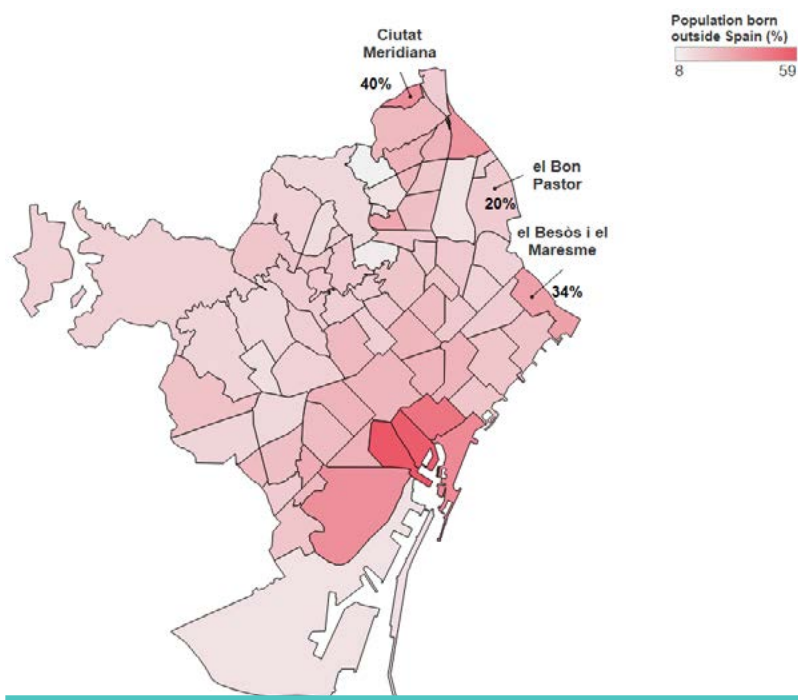 Population born
outside Spain (%)
8 59
Ciutat
Meridiana
40%
el Bon
Pastor
20%
el Besòs i el
Maresme
34%